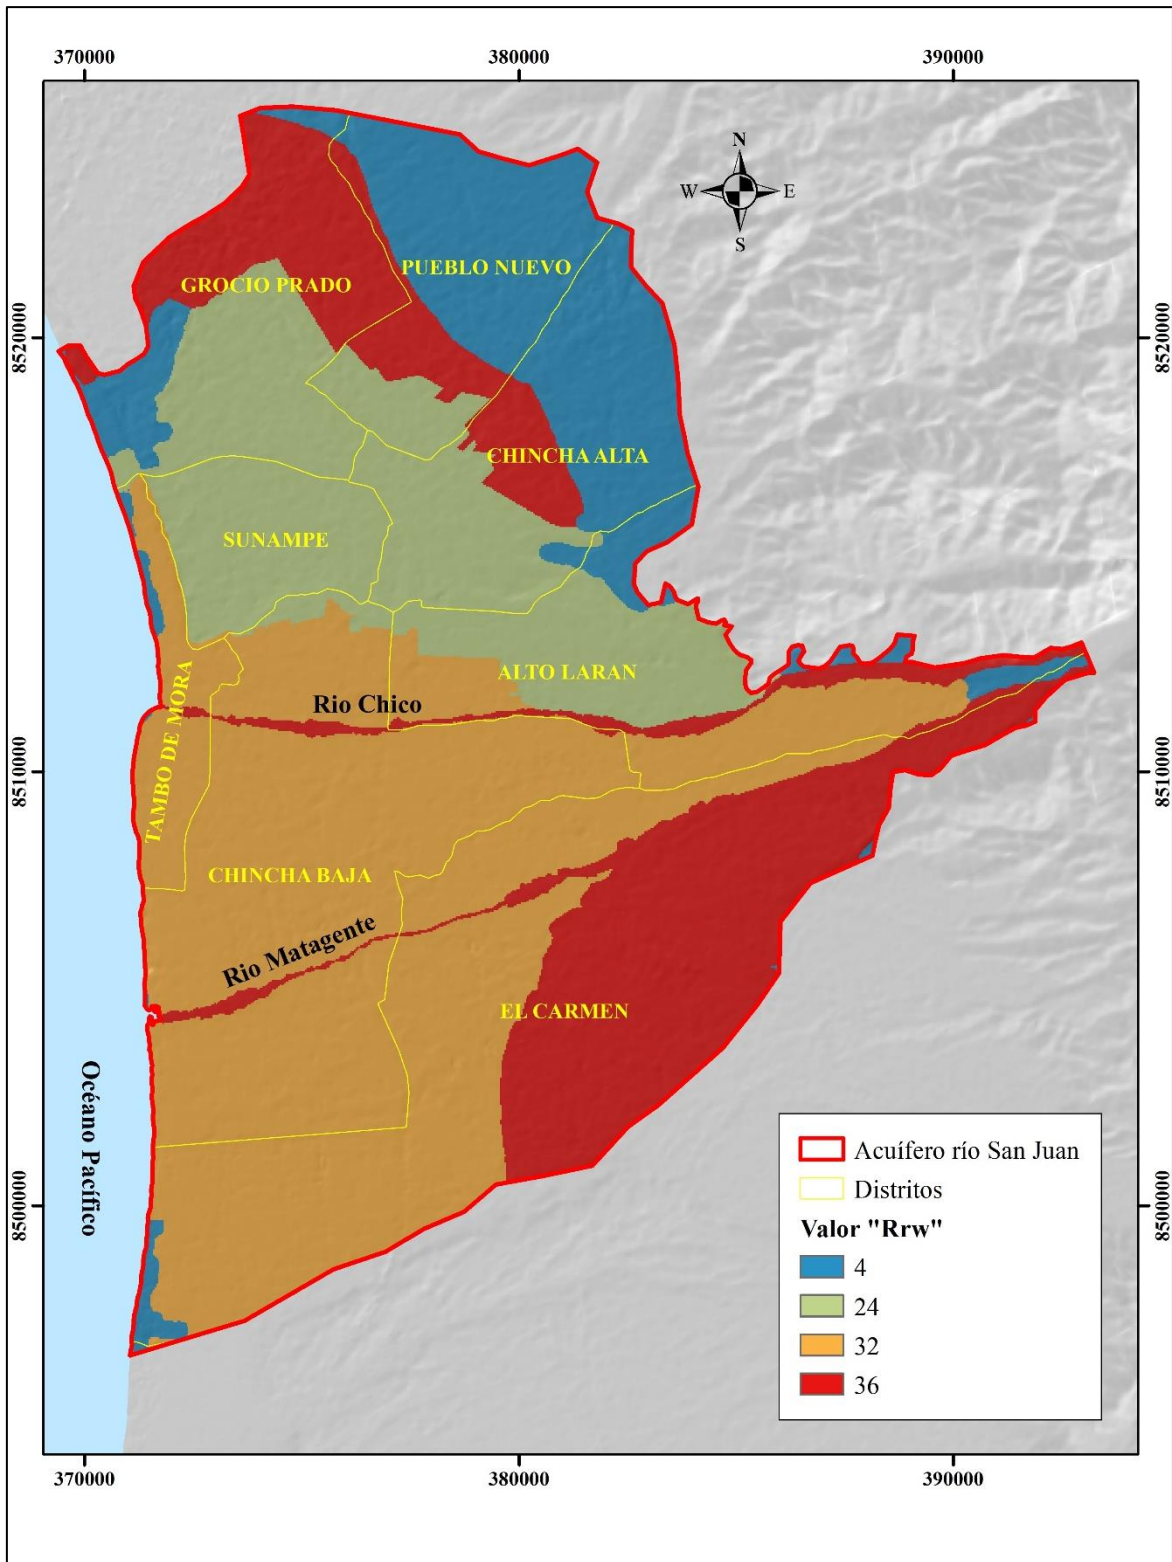 370000
380000
390000
N
W
E
S
PUEBLO NUEVO
GROCIO PRADO
8520000
8520000
CHINCHA ALTA
SUNAMPE
ALTO LARAN
Rio Chico
TAMBO DE MORA
8510000
8510000
CHINCHA BAJA
Rio Matagente
EL CARMEN
Océano Pacífico
8500000
8500000
Acuífero río San Juan
Distritos
Valor "Rrw"
4
24
32
36
370000
380000
390000